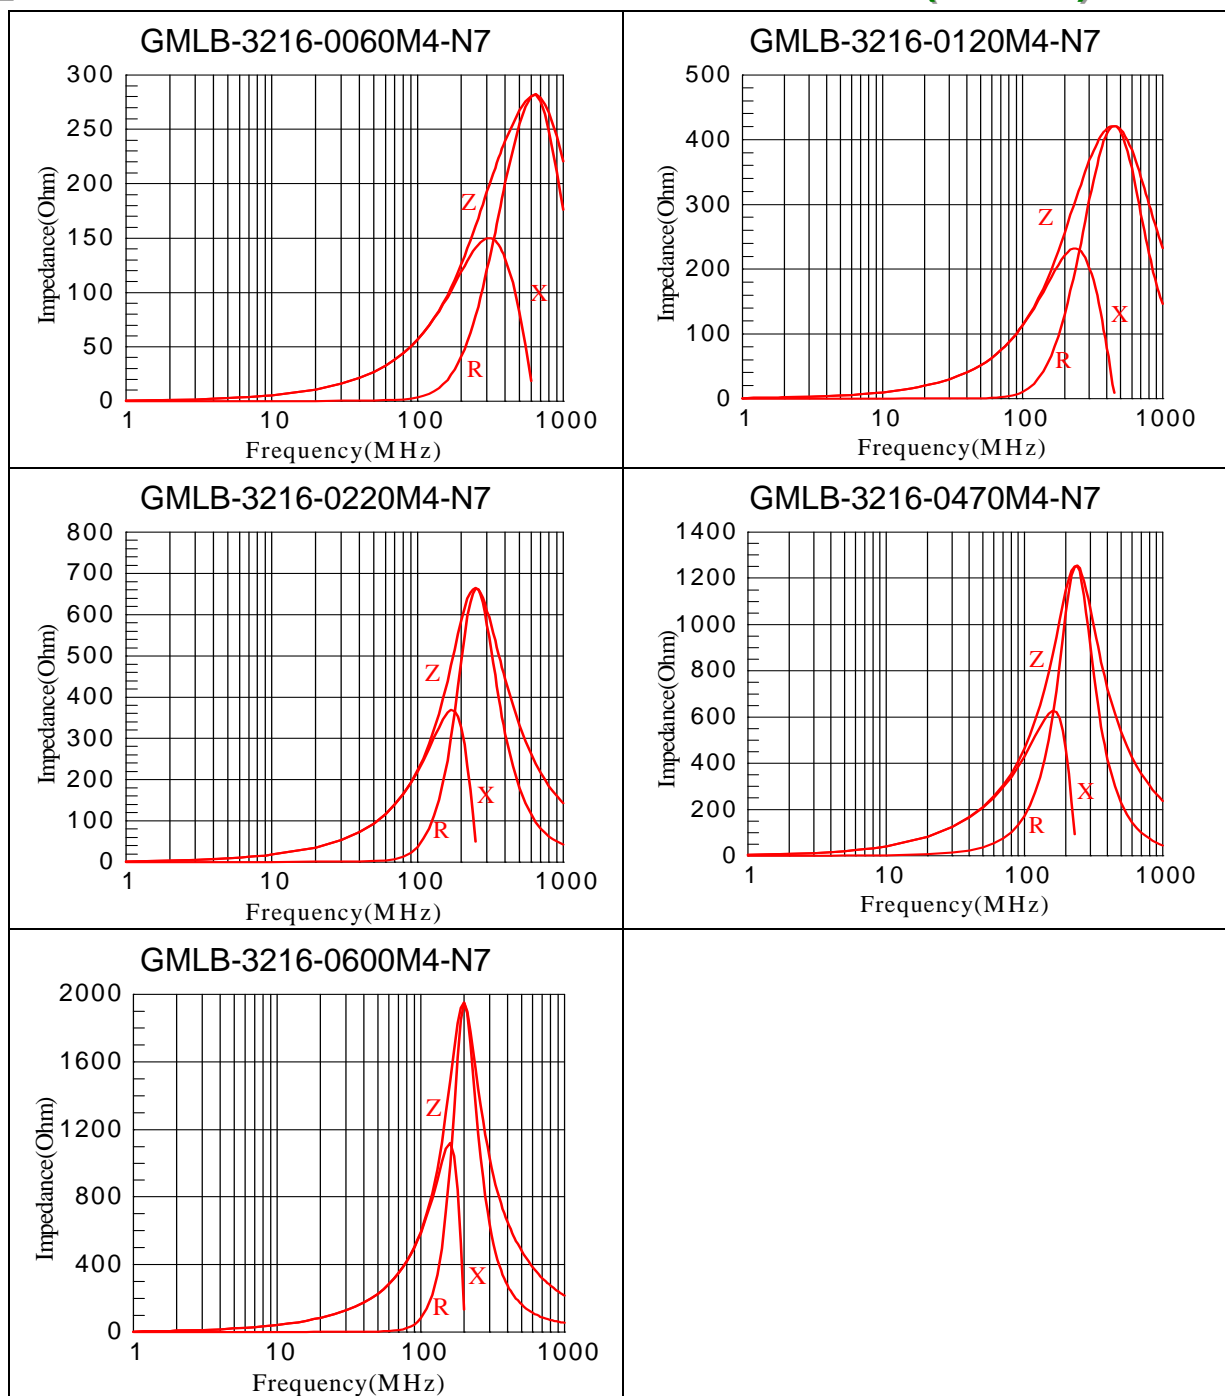 GMLB-3216-0060M4-N7
300
250
200
150
100
50
0
Impedance(Ohm)
Z
X
R
1 10 100 1000
Frequency(MHz)
GMLB-3216-0120M4-N7
500
400
300
200
100
0
Impedance(Ohm)
Z
X
R
1 10 100 1000
Frequency(MHz)
GMLB-3216-0220M4-N7
800
700
600
500
400
300
200
100
0
Impedance(Ohm)
Z
X
R
1 10 100 1000
Frequency(MHz)
GMLB-3216-0470M4-N7
1400
1200
1000
800
600
400
200
0
Impedance(Ohm)
Z
X
R
1 10 100 1000
Frequency(MHz)
GMLB-3216-0600M4-N7
2000
1600
1200
800
400
0
Impedance(Ohm)
Z
X
R
1 10 100 1000
Frequency(MHz)